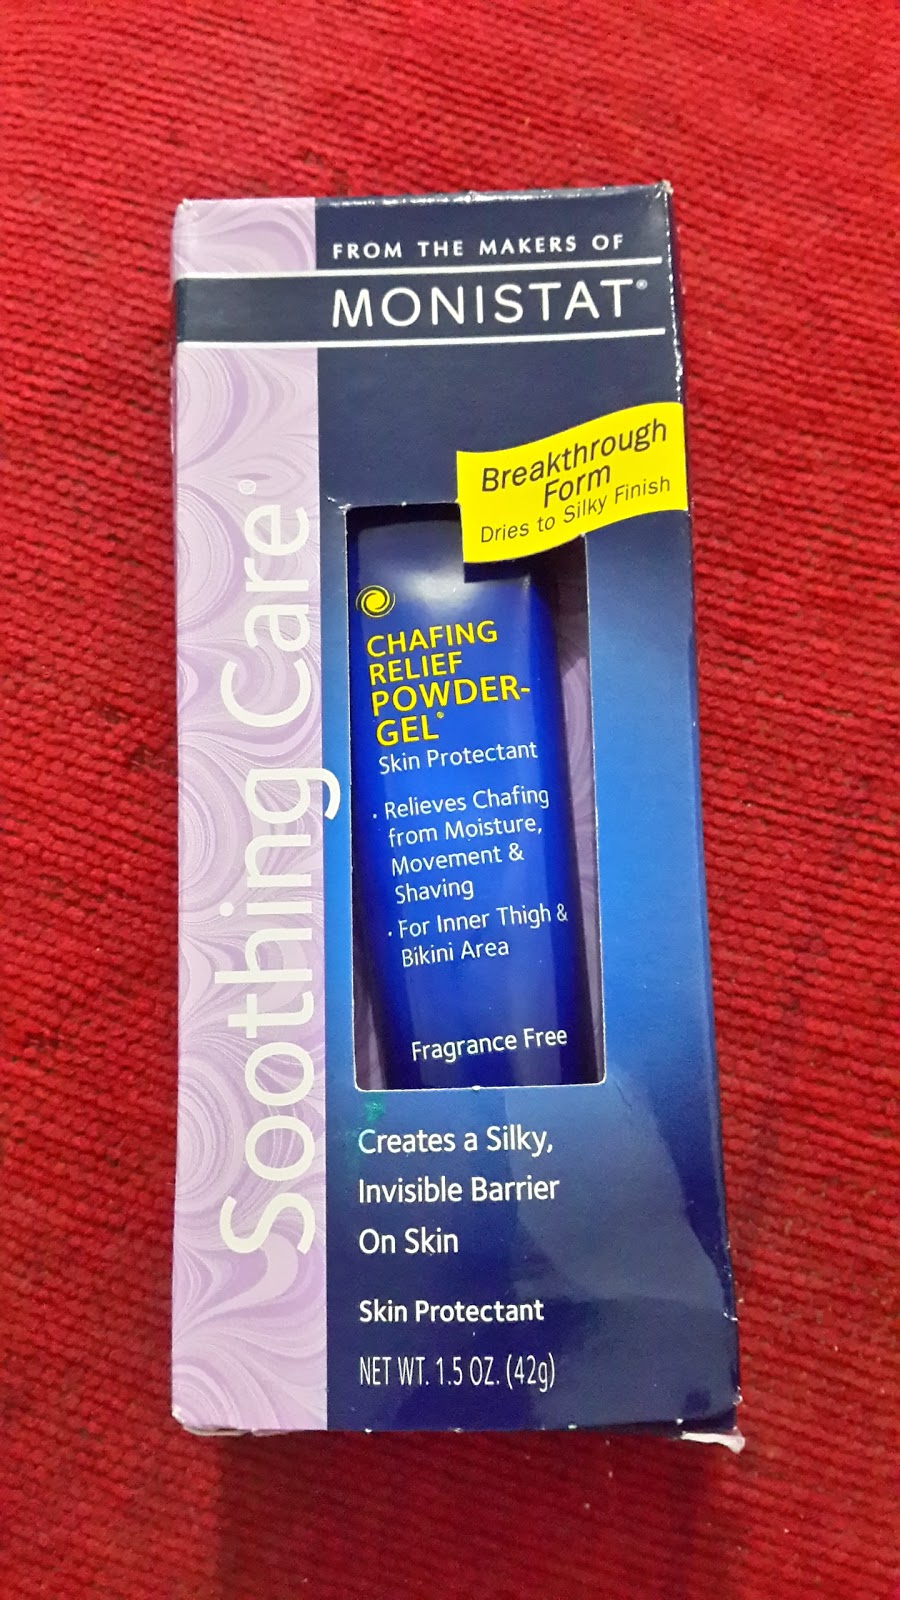 FROM THE MAKERS OF
MONISTAT®
Soothing Care®
Breakthrough
Form
Dries to Silky Finish
CHAFING
RELIEF
POWDER-
GEL®
Skin Protectant
· Relieves Chafing
from Moisture,
Movement &
Shaving
· For Inner Thigh &
Bikini Area
Fragrance Free
Creates a Silky,
Invisible Barrier
On Skin
Skin Protectant
NET WT. 1.5 OZ. (42g)